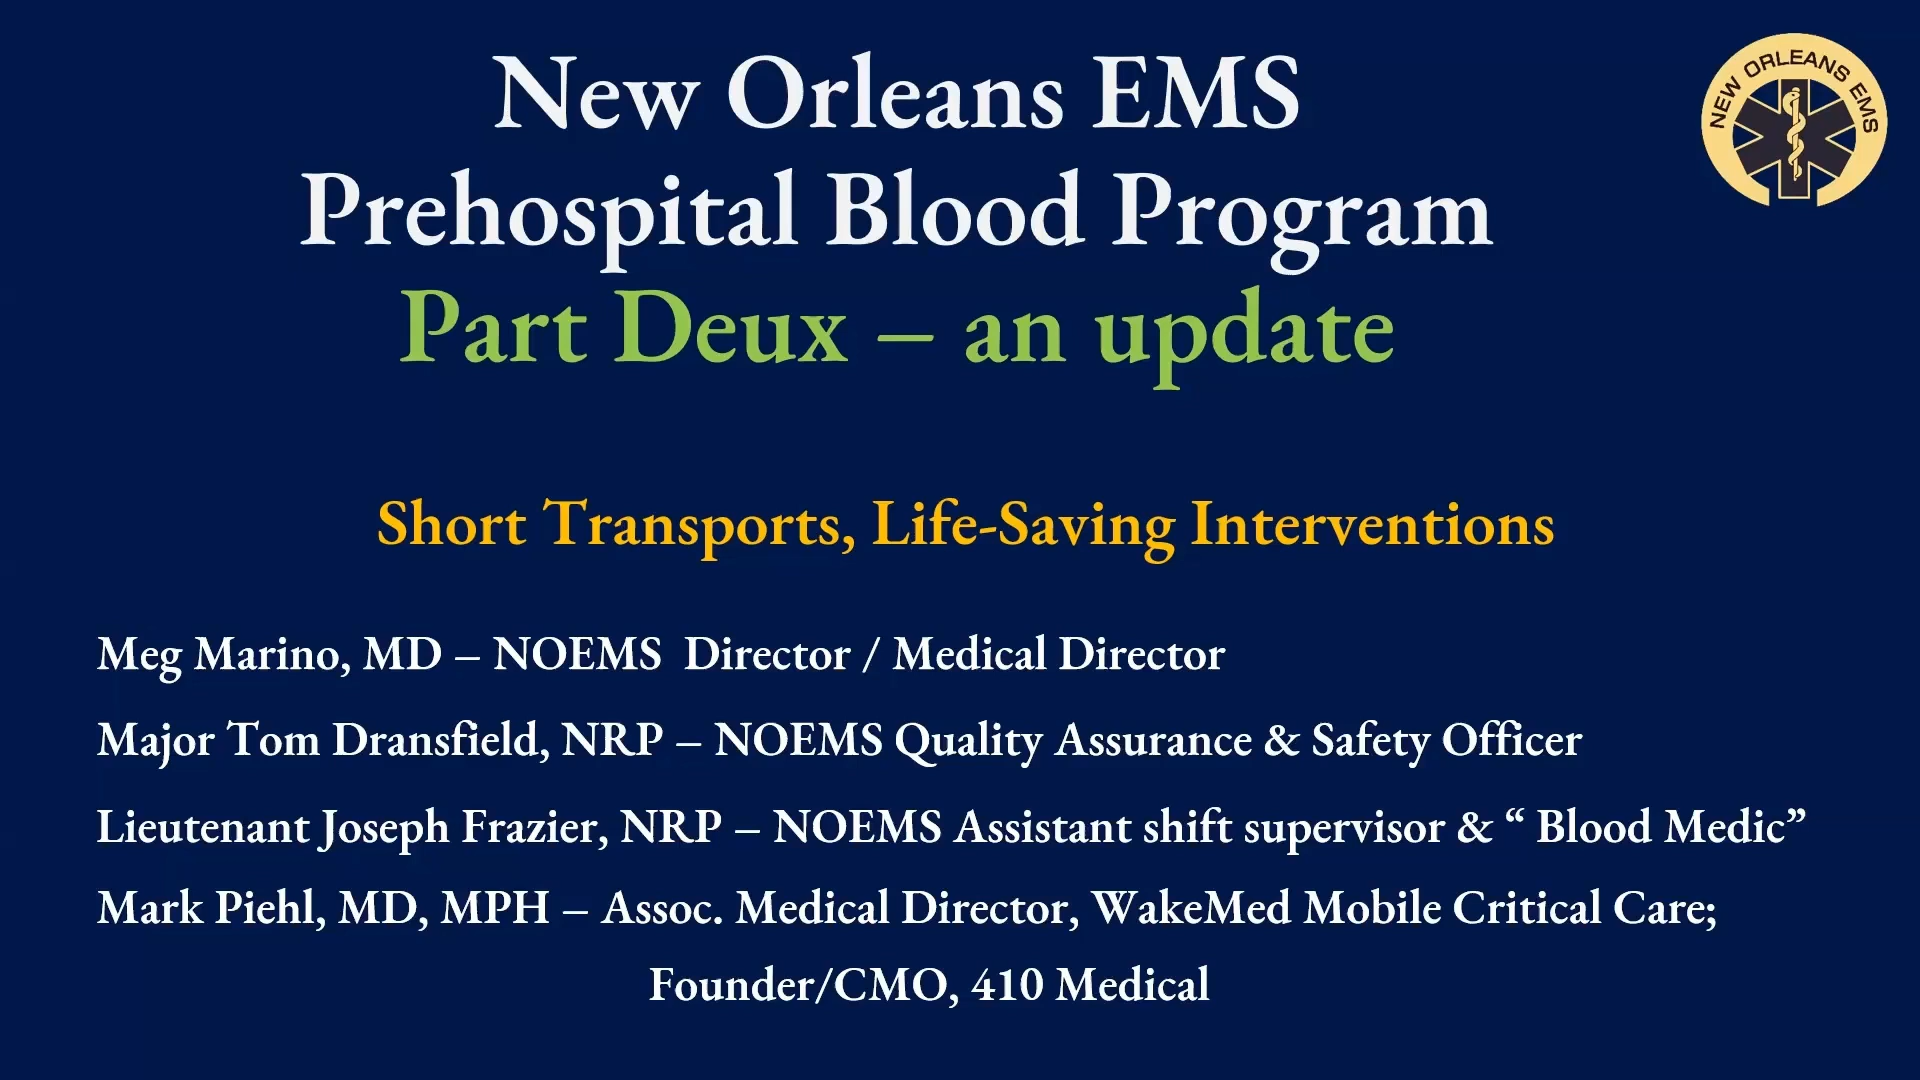 New Orleans EMS
NEW ORLEANS EMS
Prehospital Blood Program
Part Deux – an update
Short Transports, Life-Saving Interventions
Meg Marino, MD – NOEMS  Director / Medical Director
Major Tom Dransfield, NRP – NOEMS Quality Assurance & Safety Officer
Lieutenant Joseph Frazier, NRP – NOEMS Assistant shift supervisor & “ Blood Medic”
Mark Piehl, MD, MPH – Assoc. Medical Director, WakeMed Mobile Critical Care;
Founder/CMO, 410 Medical